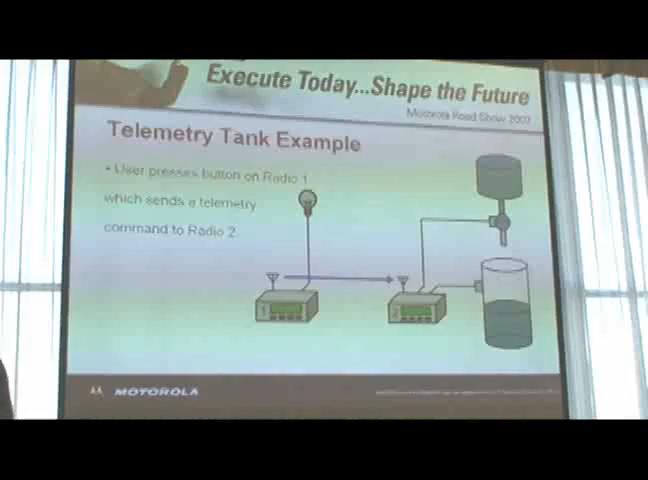 Execute Today...Shape the Future
Motorola Road Show 2007
Telemetry Tank Example
• User presses button on Radio 1
which sends a telemetry
command to Radio 2.
1
2
MOTOROLA